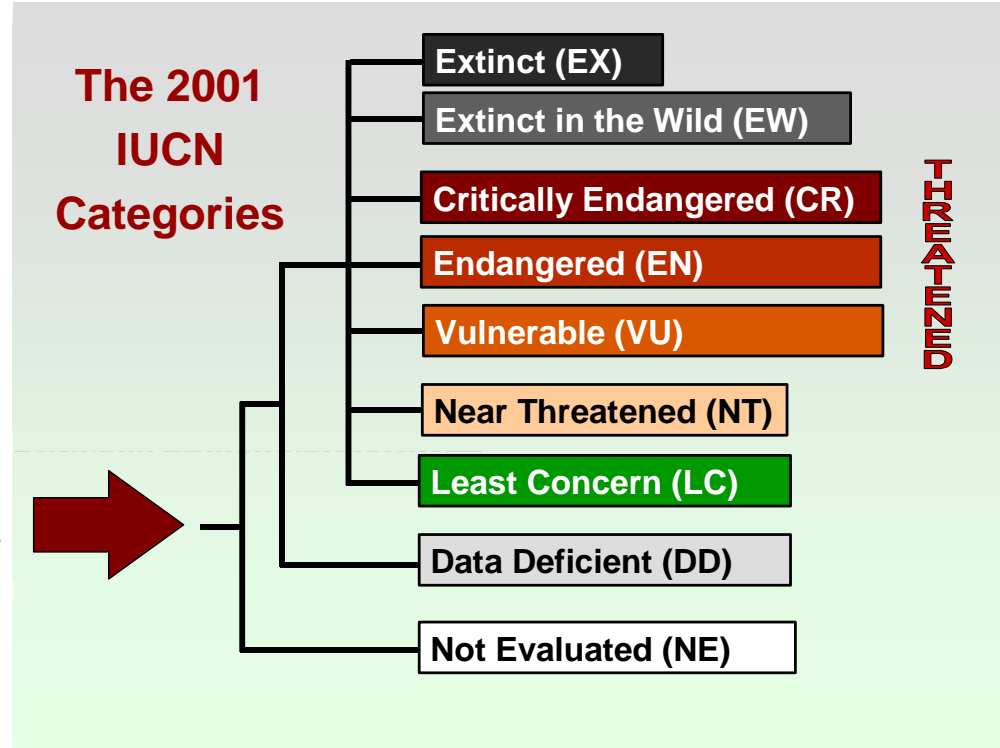 The 2001
IUCN
Categories
Extinct (EX)
Extinct in the Wild (EW)
Critically Endangered (CR)
Endangered (EN)
Vulnerable (VU)
THREATENED
Near Threatened (NT)
Least Concern (LC)
Data Deficient (DD)
Not Evaluated (NE)